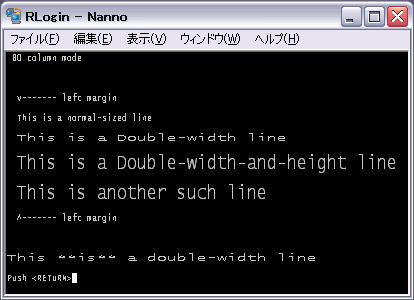 RLogin - Nanno
ファイル(F) 編集(E) 表示(V) ウィンドウ(W) ヘルプ(H)
80 column mode
v------- left margin
This is a normal-sized line
This is a Double-width line
This is a Double-width-and-height line
This is another such line
^------- left margin
This **is** a double-width line
Push <RETURN>